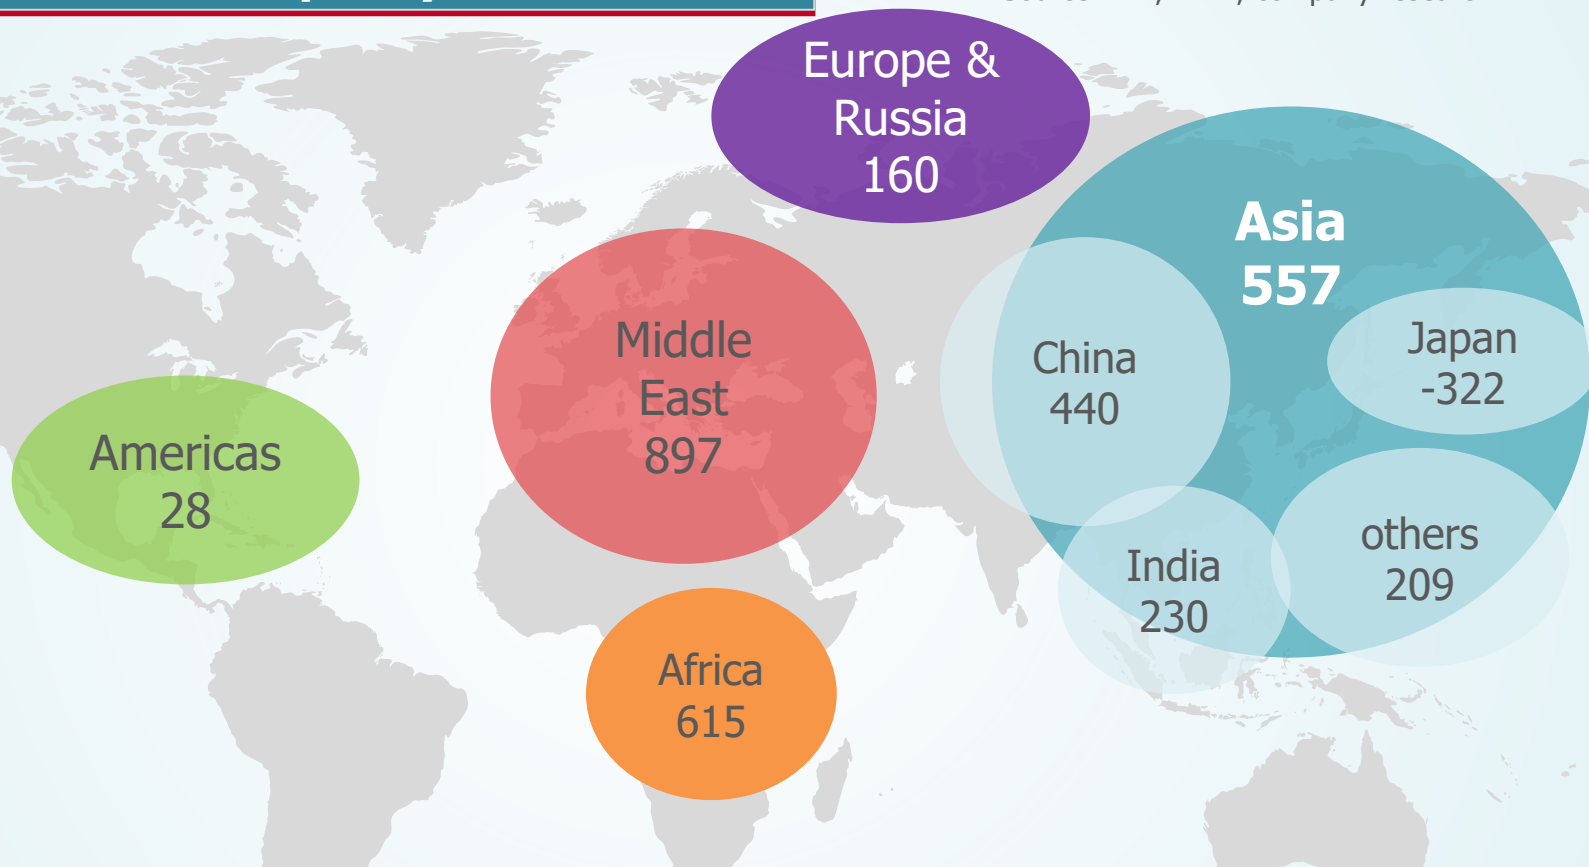 Europe &
Russia
160
Asia
557
Middle
East
897
China
440
Japan
-322
Americas
28
others
209
India
230
Africa
615